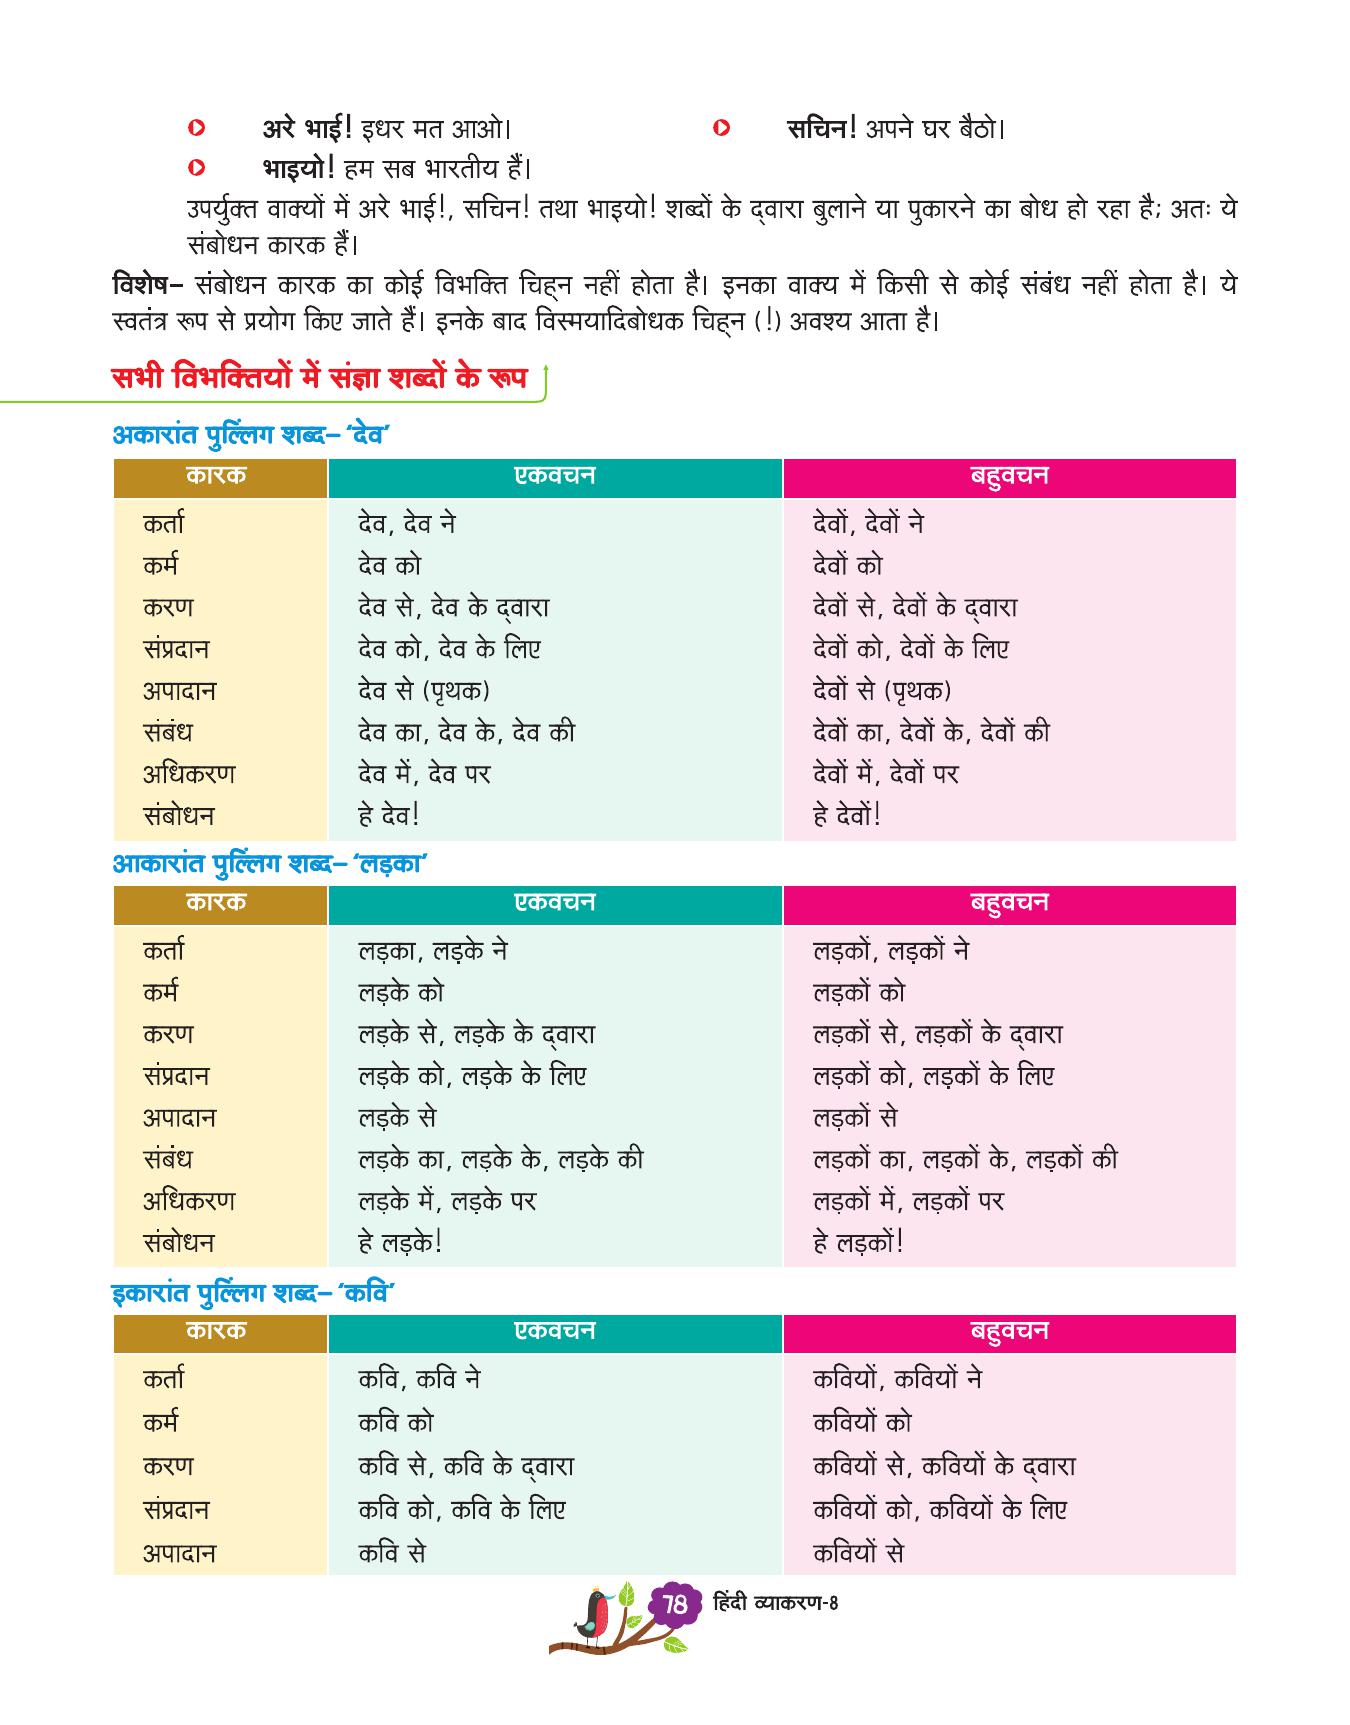 अरे भाई! इधर मत आओ। सचिन! अपने घर बैठो।
भाइयो! हम सब भारतीय हैं।
उपर्युक्त वाक्यों में अरे भाई!, सचिन! तथा भाइयो! शब्दों के द्‌वारा बुलाने या पुकारने का बोध हो रहा है; अतः ये
संबोधन कारक हैं।
विशेष– संबोधन कारक का कोई विभक्ति चिह्‌न नहीं होता है। इनका वाक्य में किसी से कोई संबंध नहीं होता है। ये
स्वतंत्र रूप से प्रयोग किए जाते हैं। इनके बाद विस्मयादिबोधक चिह्‌न (!) अवश्य आता है।
सभी विभक्तियों में संज्ञा शब्दों के रूप
अकारांत पुल्लिंग शब्द– ‘देव’
कारक एकवचन बहुवचन
कर्ता देव, देव ने देवों, देवों ने
कर्म देव को देवों को
करण देव से, देव के द्‌वारा देवों से, देवों के द्‌वारा
संप्रदान देव को, देव के लिए देवों को, देवों के लिए
अपादान देव से (पृथक) देवों से (पृथक)
संबंध देव का, देव के, देव की देवों का, देवों के, देवों की
अधिकरण देव में, देव पर देवों में, देवों पर
संबोधन हे देव! हे देवों!
आकारांत पुल्लिंग शब्द– ‘लड़का’
कारक एकवचन बहुवचन
कर्ता लड़का, लड़के ने लड़कों, लड़कों ने
कर्म लड़के को लड़कों को
करण लड़के से, लड़के के द्‌वारा लड़कों से, लड़कों के द्‌वारा
संप्रदान लड़के को, लड़के के लिए लड़कों को, लड़कों के लिए
अपादान लड़के से लड़कों से
संबंध लड़के का, लड़के के, लड़के की लड़कों का, लड़कों के, लड़कों की
अधिकरण लड़के में, लड़के पर लड़कों में, लड़कों पर
संबोधन हे लड़के! हे लड़कों!
इकारांत पुल्लिंग शब्द– ‘कवि’
कारक एकवचन बहुवचन
कर्ता कवि, कवि ने कवियों, कवियों ने
कर्म कवि को कवियों को
करण कवि से, कवि के द्‌वारा कवियों से, कवियों के द्‌वारा
संप्रदान कवि को, कवि के लिए कवियों को, कवियों के लिए
अपादान कवि से कवियों से
78 हिंदी व्याकरण-8